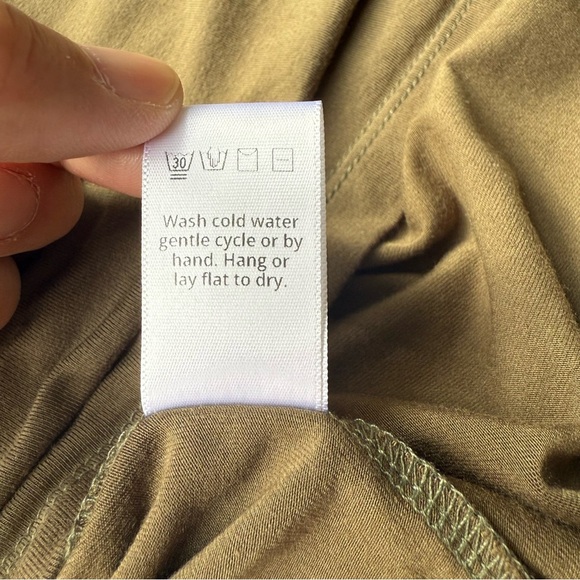 30
Wash cold water
gentle cycle or by
hand. Hang or
lay flat to dry.